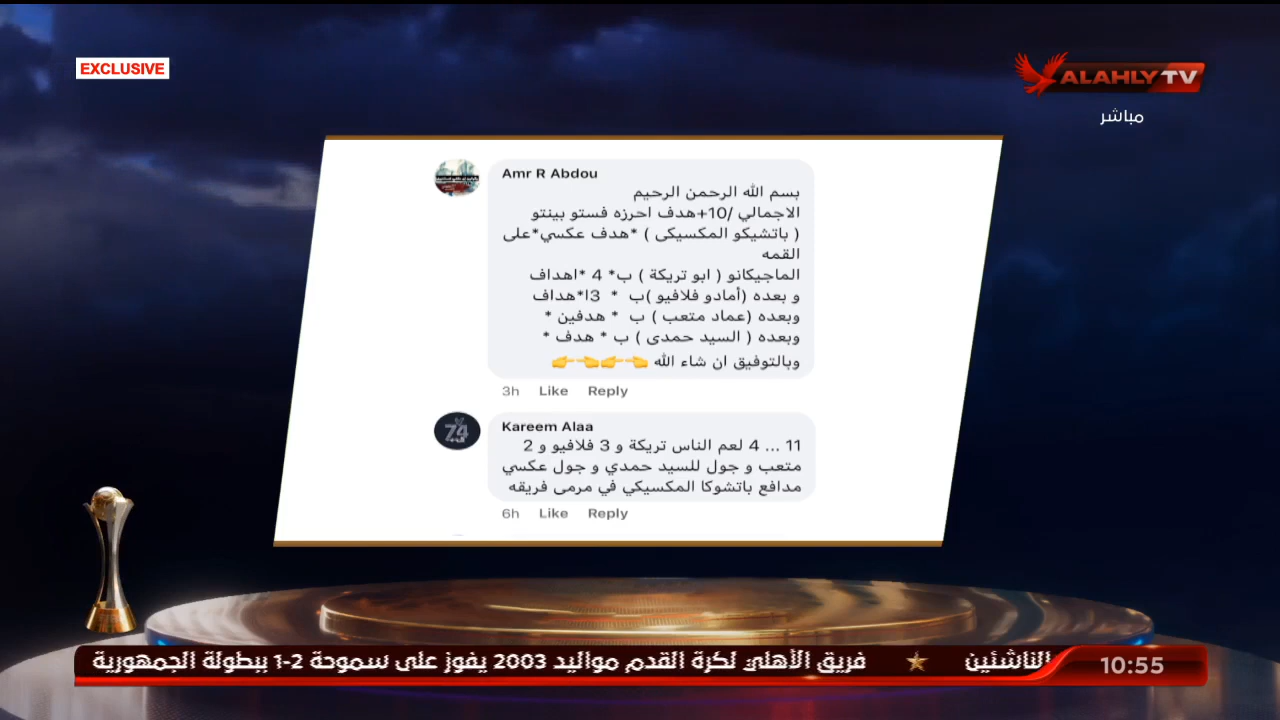 EXCLUSIVE
ALAHLY TV
مباشر
Amr R Abdou
بسم الله الرحمن الرحيم
الاجمالي /10+هدف احرزه فستو بينتو
( باتشيكو المكسيكى ) *هدف عكسي*على
القمه
الماجيكانو ( ابو تريكة ) ب* 4 *اهداف
و بعده (أمادو فلافيو )ب * 3ا*هداف
وبعده (عماد متعب ) ب * هدفين *
وبعده ( السيد حمدى ) ب * هدف *
وبالتوفيق ان شاء الله 👈👉👈👉
3h Like Reply
74
Kareem Alaa
11 ... 4 لعم الناس تريكة و 3 فلافيو و 2
متعب و جول للسيد حمدي و جول عكسي
مدافع باتشوكا المكسيكي في مرمى فريقه
6h Like Reply
الناشئين ★ فريق الأهلي لكرة القدم مواليد 2003 يفوز على سموحة 2-1 ببطولة الجمهورية
10:55